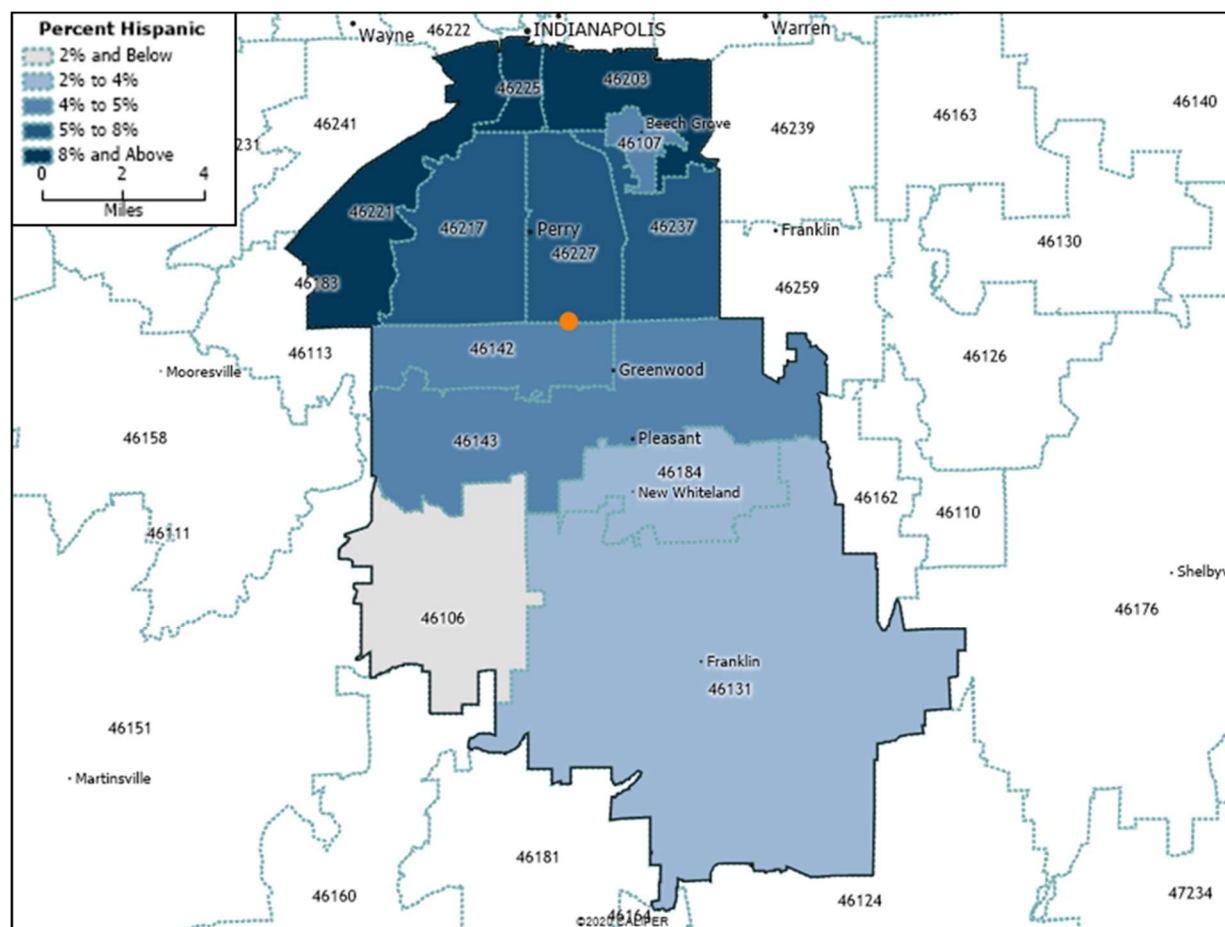 Percent Hispanic
2% and Below
2% to 4%
4% to 5%
5% to 8%
8% and Above
0 2 4
Miles
Wayne
46222
INDIANAPOLIS
Warren
46225
46203
46163
46140
46241
Beech Grove
46239
231
46107
46221
46217
Perry
46237
Franklin
46130
46227
46183
46259
46142
46113
46126
Mooresville
Greenwood
46158
46143
Pleasant
46184
New Whiteland
46162
46110
46111
Shelbyv
46106
46176
Franklin
46131
46151
Martinsville
46181
46160
46124
47234
46164
©2020 CALIPER